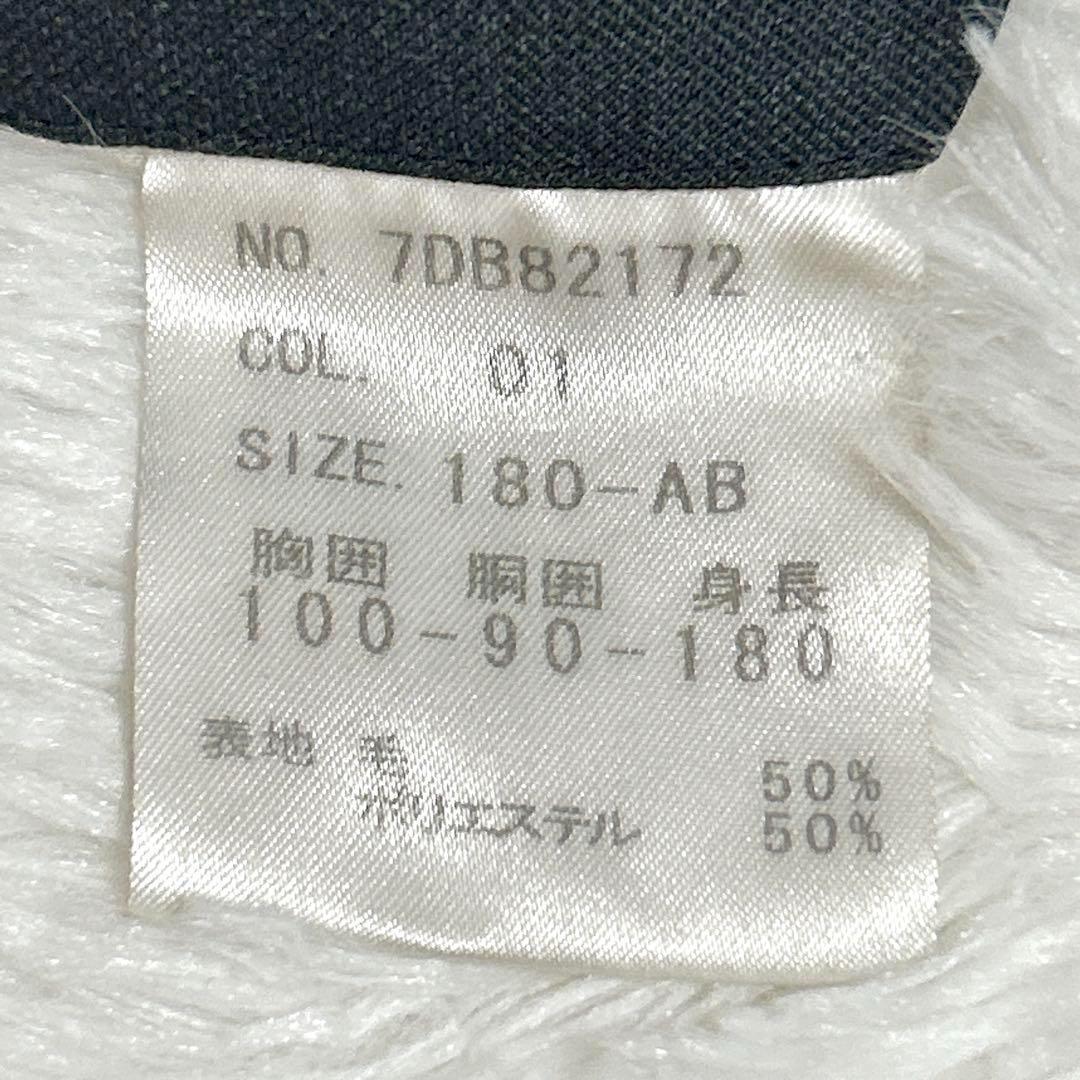 NO. 7DB82172
COL. 01
SIZE. 180-AB
胸囲 胴囲 身長
100-90-180
表地 毛 50%
ポリエステル 50%